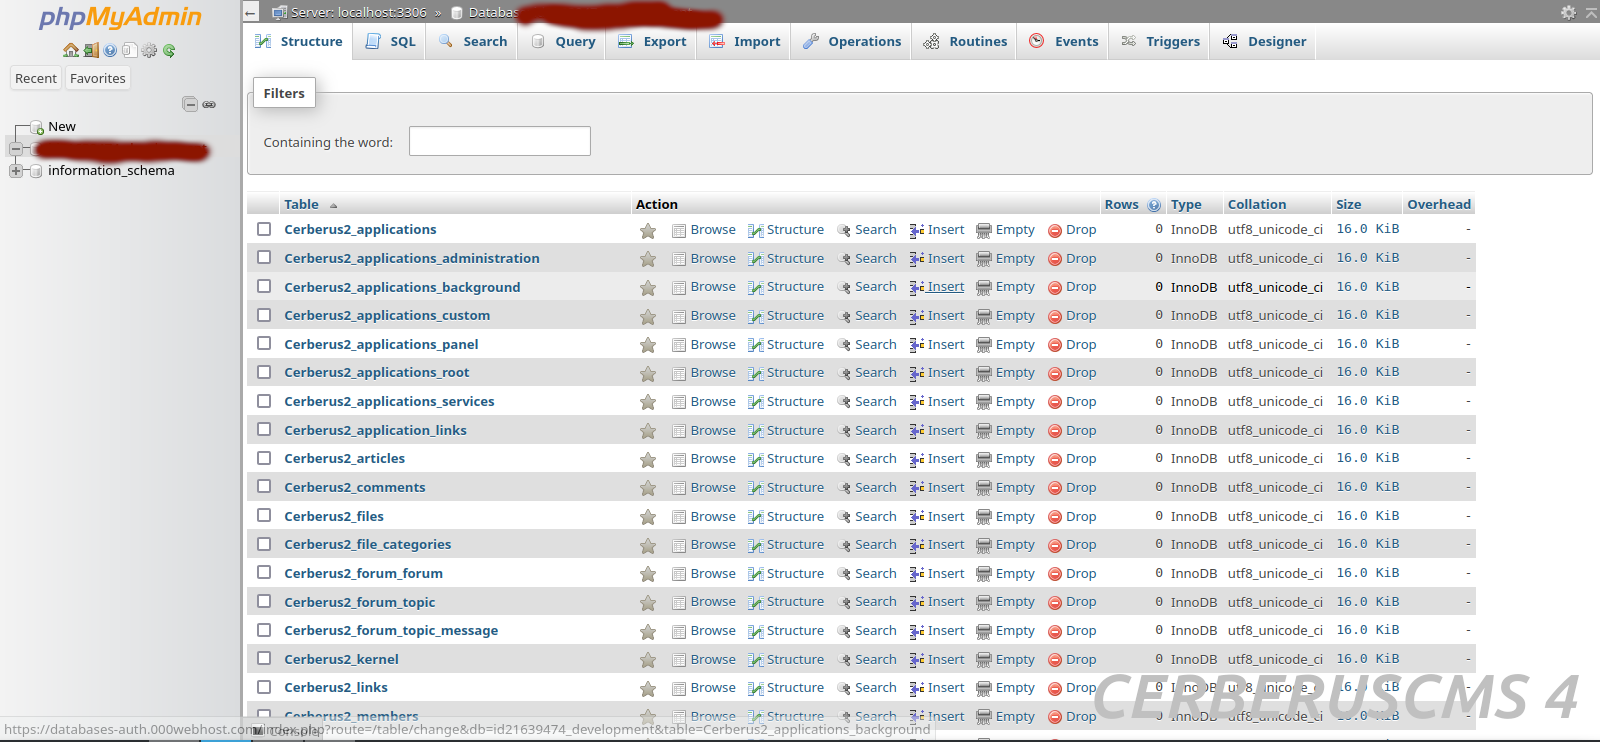 phpMyAdmin
Recent Favorites
New
information_schema
← Server: localhost:3306 » Databas
Structure SQL Search Query Export Import Operations Routines Events Triggers Designer
Filters
Containing the word:
Table Action Rows Type Collation Size Overhead
Cerberus2_applications Browse Structure Search Insert Empty Drop 0 InnoDB utf8_unicode_ci 16.0 KiB -
Cerberus2_applications_administration Browse Structure Search Insert Empty Drop 0 InnoDB utf8_unicode_ci 16.0 KiB -
Cerberus2_applications_background Browse Structure Search Insert Empty Drop 0 InnoDB utf8_unicode_ci 16.0 KiB -
Cerberus2_applications_custom Browse Structure Search Insert Empty Drop 0 InnoDB utf8_unicode_ci 16.0 KiB -
Cerberus2_applications_panel Browse Structure Search Insert Empty Drop 0 InnoDB utf8_unicode_ci 16.0 KiB -
Cerberus2_applications_root Browse Structure Search Insert Empty Drop 0 InnoDB utf8_unicode_ci 16.0 KiB -
Cerberus2_applications_services Browse Structure Search Insert Empty Drop 0 InnoDB utf8_unicode_ci 16.0 KiB -
Cerberus2_application_links Browse Structure Search Insert Empty Drop 0 InnoDB utf8_unicode_ci 16.0 KiB -
Cerberus2_articles Browse Structure Search Insert Empty Drop 0 InnoDB utf8_unicode_ci 16.0 KiB -
Cerberus2_comments Browse Structure Search Insert Empty Drop 0 InnoDB utf8_unicode_ci 16.0 KiB -
Cerberus2_files Browse Structure Search Insert Empty Drop 0 InnoDB utf8_unicode_ci 16.0 KiB -
Cerberus2_file_categories Browse Structure Search Insert Empty Drop 0 InnoDB utf8_unicode_ci 16.0 KiB -
Cerberus2_forum_forum Browse Structure Search Insert Empty Drop 0 InnoDB utf8_unicode_ci 16.0 KiB -
Cerberus2_forum_topic Browse Structure Search Insert Empty Drop 0 InnoDB utf8_unicode_ci 16.0 KiB -
Cerberus2_forum_topic_message Browse Structure Search Insert Empty Drop 0 InnoDB utf8_unicode_ci 16.0 KiB -
Cerberus2_kernel Browse Structure Search Insert Empty Drop 0 InnoDB utf8_unicode_ci 16.0 KiB -
Cerberus2_links Browse Structure Search Insert Empty Drop 0 InnoDB utf8_unicode_ci 16.0 KiB -
Cerberus2_members Browse Structure Search Insert Empty Drop 0 InnoDB utf8_unicode_ci 16.0 KiB -
CERBERUSCMS 4
https://databases-auth.000webhost.com/index.php?route=/table/change&db=id21639474_development&table=Cerberus2_applications_background
Console